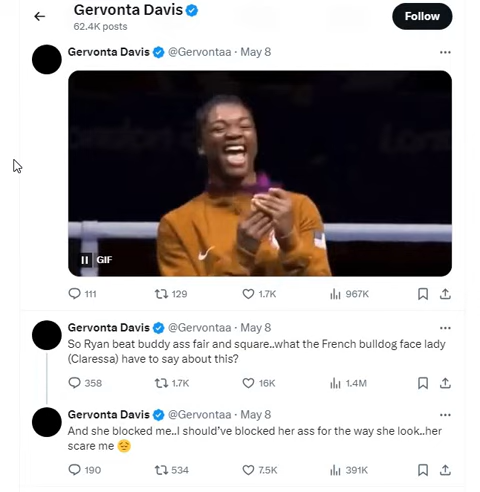 Gervonta Davis
62.4K posts
Follow
Gervonta Davis @Gervontaa · May 8
London
GIF
111 129 1.7K 967K
Gervonta Davis @Gervontaa · May 8
So Ryan beat buddy ass fair and square..what the French bulldog face lady
(Claressa) have to say about this?
358 1.7K 16K 1.4M
Gervonta Davis @Gervontaa · May 8
And she blocked me..I should've blocked her ass for the way she look..her
scare me 😔
190 534 7.5K 391K